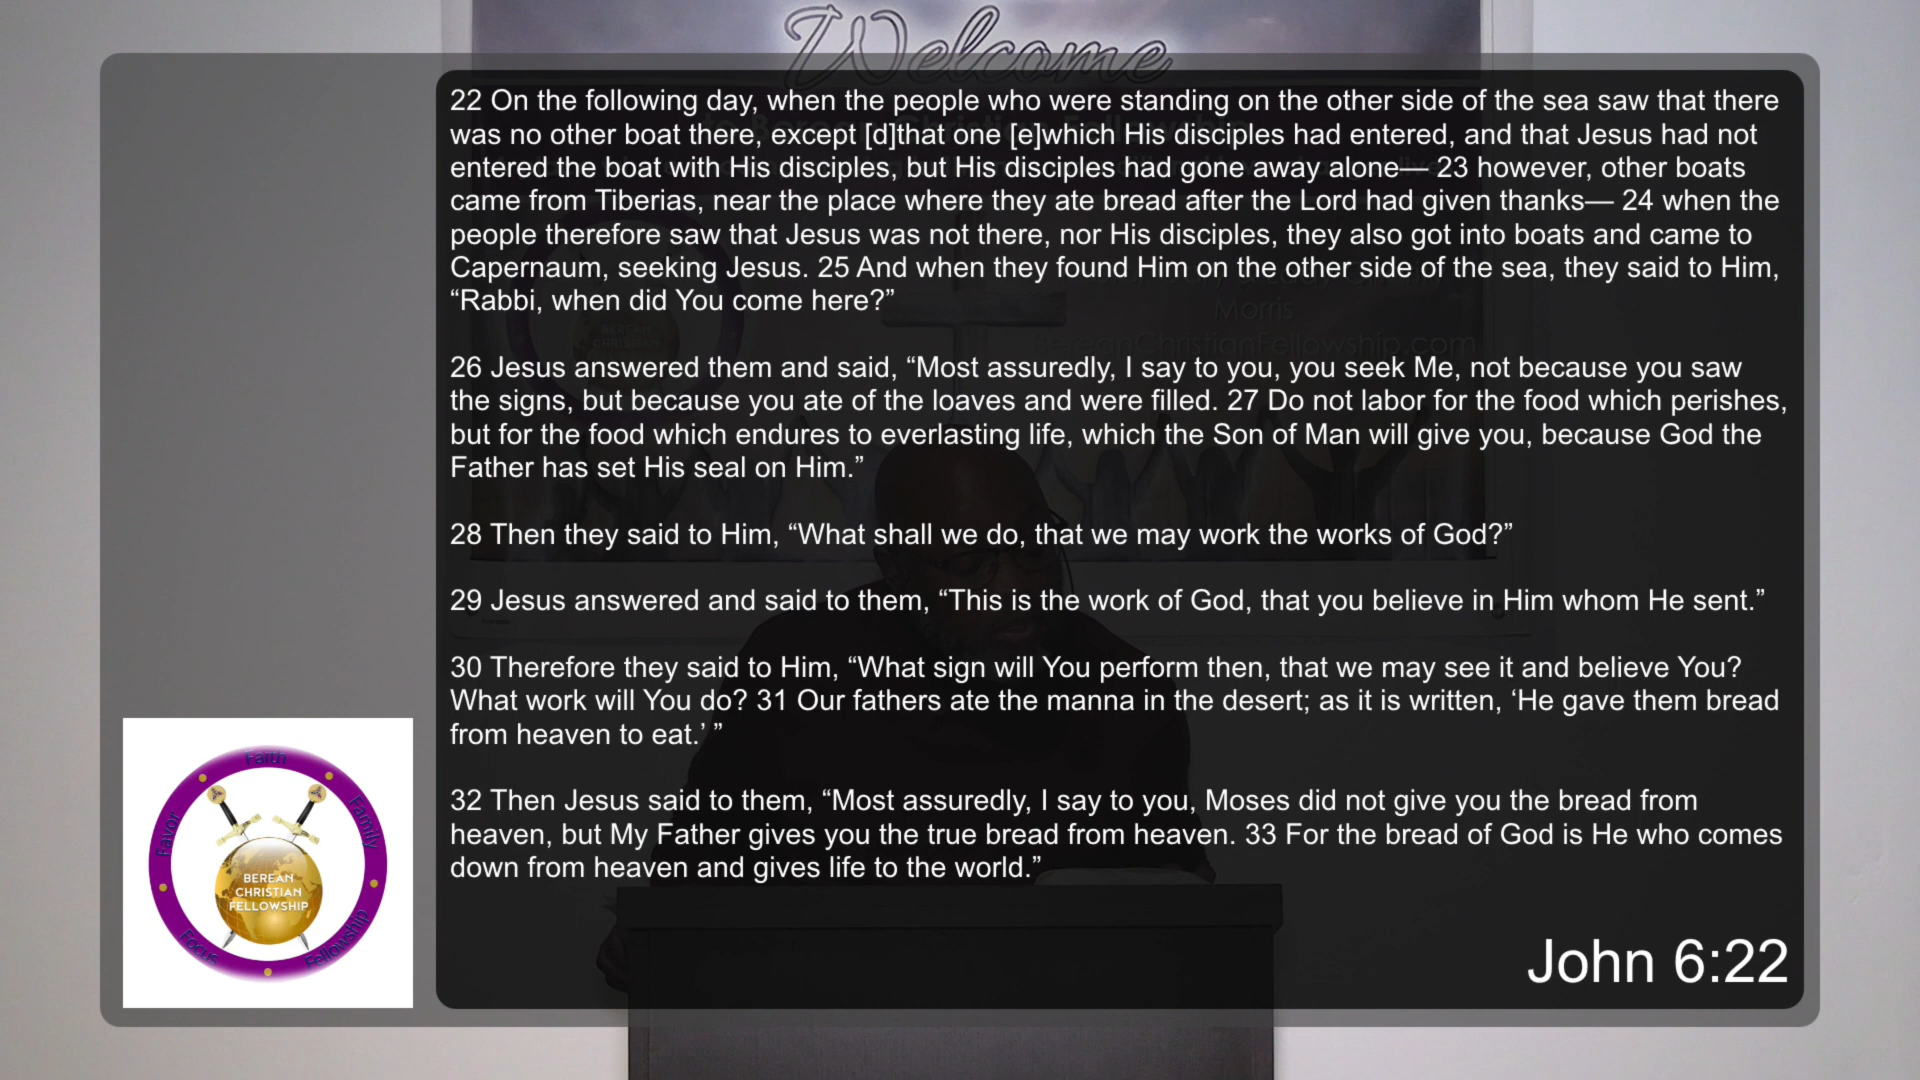 Welcome
22 On the following day, when the people who were standing on the other side of the sea saw that there
was no other boat there, except [d]that one [e]which His disciples had entered, and that Jesus had not
entered the boat with His disciples, but His disciples had gone away alone— 23 however, other boats
came from Tiberias, near the place where they ate bread after the Lord had given thanks— 24 when the
people therefore saw that Jesus was not there, nor His disciples, they also got into boats and came to
Capernaum, seeking Jesus. 25 And when they found Him on the other side of the sea, they said to Him,
“Rabbi, when did You come here?”
Morris
BereanChristianFellowship.com
26 Jesus answered them and said, “Most assuredly, I say to you, you seek Me, not because you saw
the signs, but because you ate of the loaves and were filled. 27 Do not labor for the food which perishes,
but for the food which endures to everlasting life, which the Son of Man will give you, because God the
Father has set His seal on Him.”
28 Then they said to Him, “What shall we do, that we may work the works of God?”
29 Jesus answered and said to them, “This is the work of God, that you believe in Him whom He sent.”
30 Therefore they said to Him, “What sign will You perform then, that we may see it and believe You?
What work will You do? 31 Our fathers ate the manna in the desert; as it is written, ‘He gave them bread
from heaven to eat.’ ”
32 Then Jesus said to them, “Most assuredly, I say to you, Moses did not give you the bread from
heaven, but My Father gives you the true bread from heaven. 33 For the bread of God is He who comes
down from heaven and gives life to the world.”
John 6:22
Faith
Family
Fellowship
Focus
Favor
BEREAN
CHRISTIAN
FELLOWSHIP